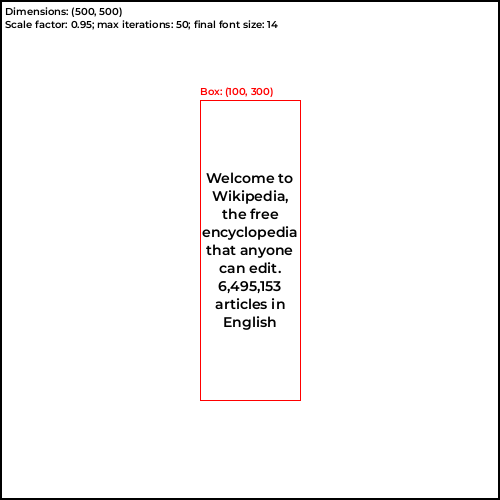 Dimensions: (500, 500)
Scale factor: 0.95; max iterations: 50; final font size: 14
Box: (100, 300)
Welcome to
Wikipedia,
the free
encyclopedia
that anyone
can edit.
6,495,153
articles in
English